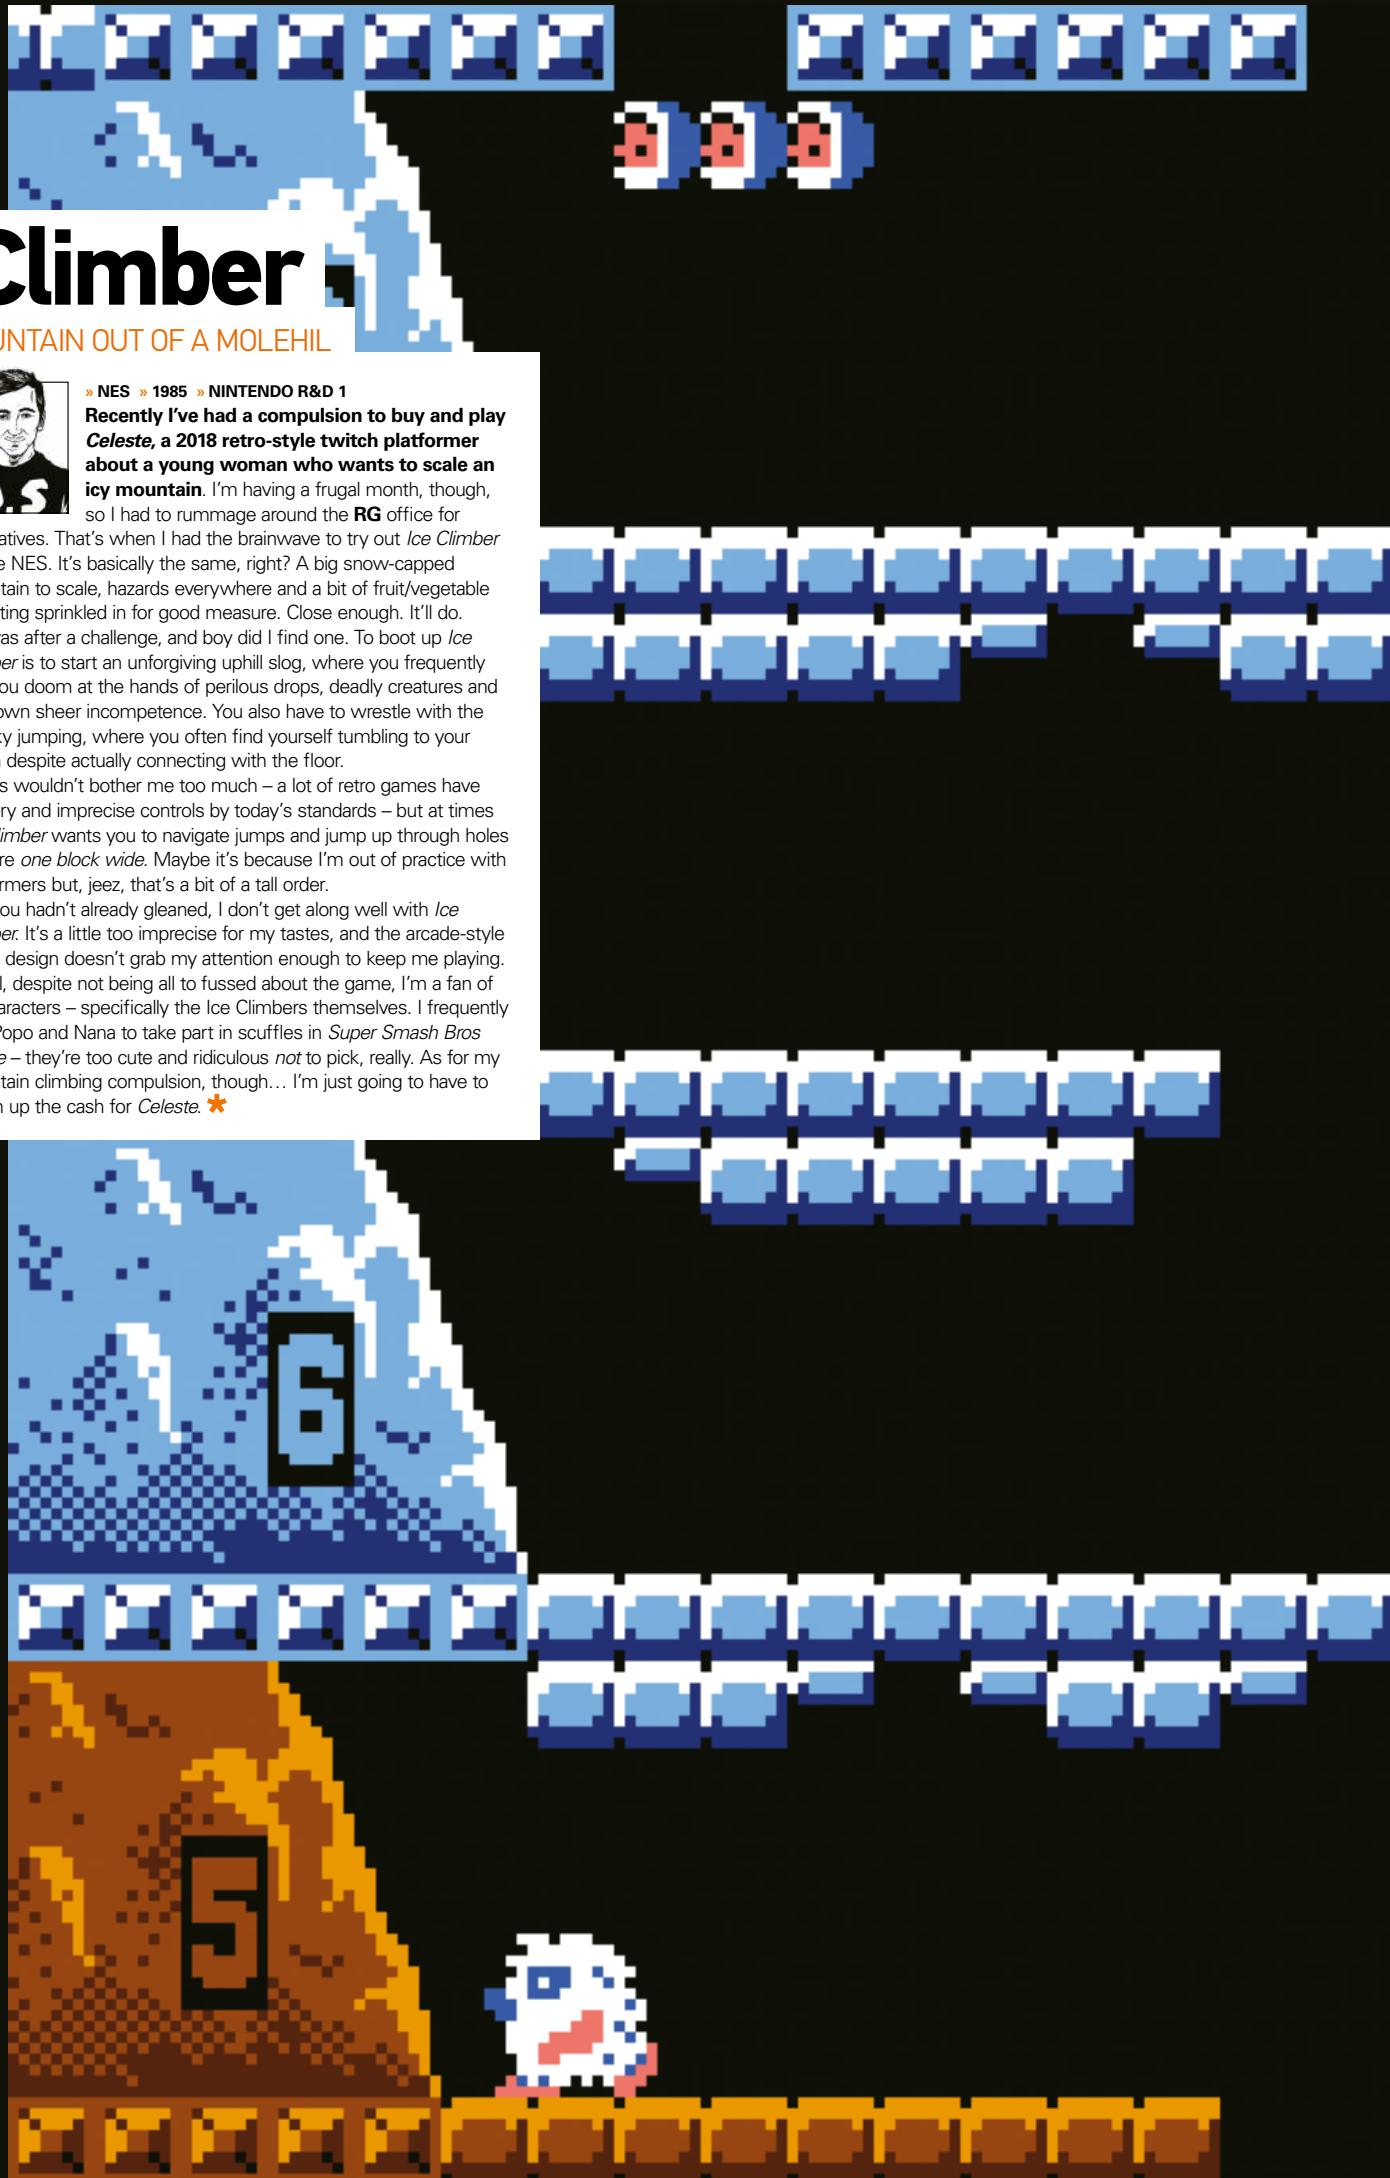 Climber
UNTAIN OUT OF A MOLEHIL
» NES » 1985 » NINTENDO R&D 1
Recently I've had a compulsion to buy and play
Celeste, a 2018 retro-style twitch platformer
about a young woman who wants to scale an
icy mountain. I'm having a frugal month, though,
so I had to rummage around the RG office for
atives. That's when I had the brainwave to try out Ice Climber
e NES. It's basically the same, right? A big snow-capped
tain to scale, hazards everywhere and a bit of fruit/vegetable
ting sprinkled in for good measure. Close enough. It'll do.
as after a challenge, and boy did I find one. To boot up Ice
ber is to start an unforgiving uphill slog, where you frequently
ou doom at the hands of perilous drops, deadly creatures and
own sheer incompetence. You also have to wrestle with the
ky jumping, where you often find yourself tumbling to your
despite actually connecting with the floor.
s wouldn't bother me too much – a lot of retro games have
ry and imprecise controls by today's standards – but at times
limber wants you to navigate jumps and jump up through holes
re one block wide. Maybe it's because I'm out of practice with
rmers but, jeez, that's a bit of a tall order.
ou hadn't already gleaned, I don't get along well with Ice
ber. It's a little too imprecise for my tastes, and the arcade-style
design doesn't grab my attention enough to keep me playing.
l, despite not being all to fussed about the game, I'm a fan of
aracters – specifically the Ice Climbers themselves. I frequently
Popo and Nana to take part in scuffles in Super Smash Bros
e – they're too cute and ridiculous not to pick, really. As for my
tain climbing compulsion, though… I'm just going to have to
n up the cash for Celeste. *
6
5